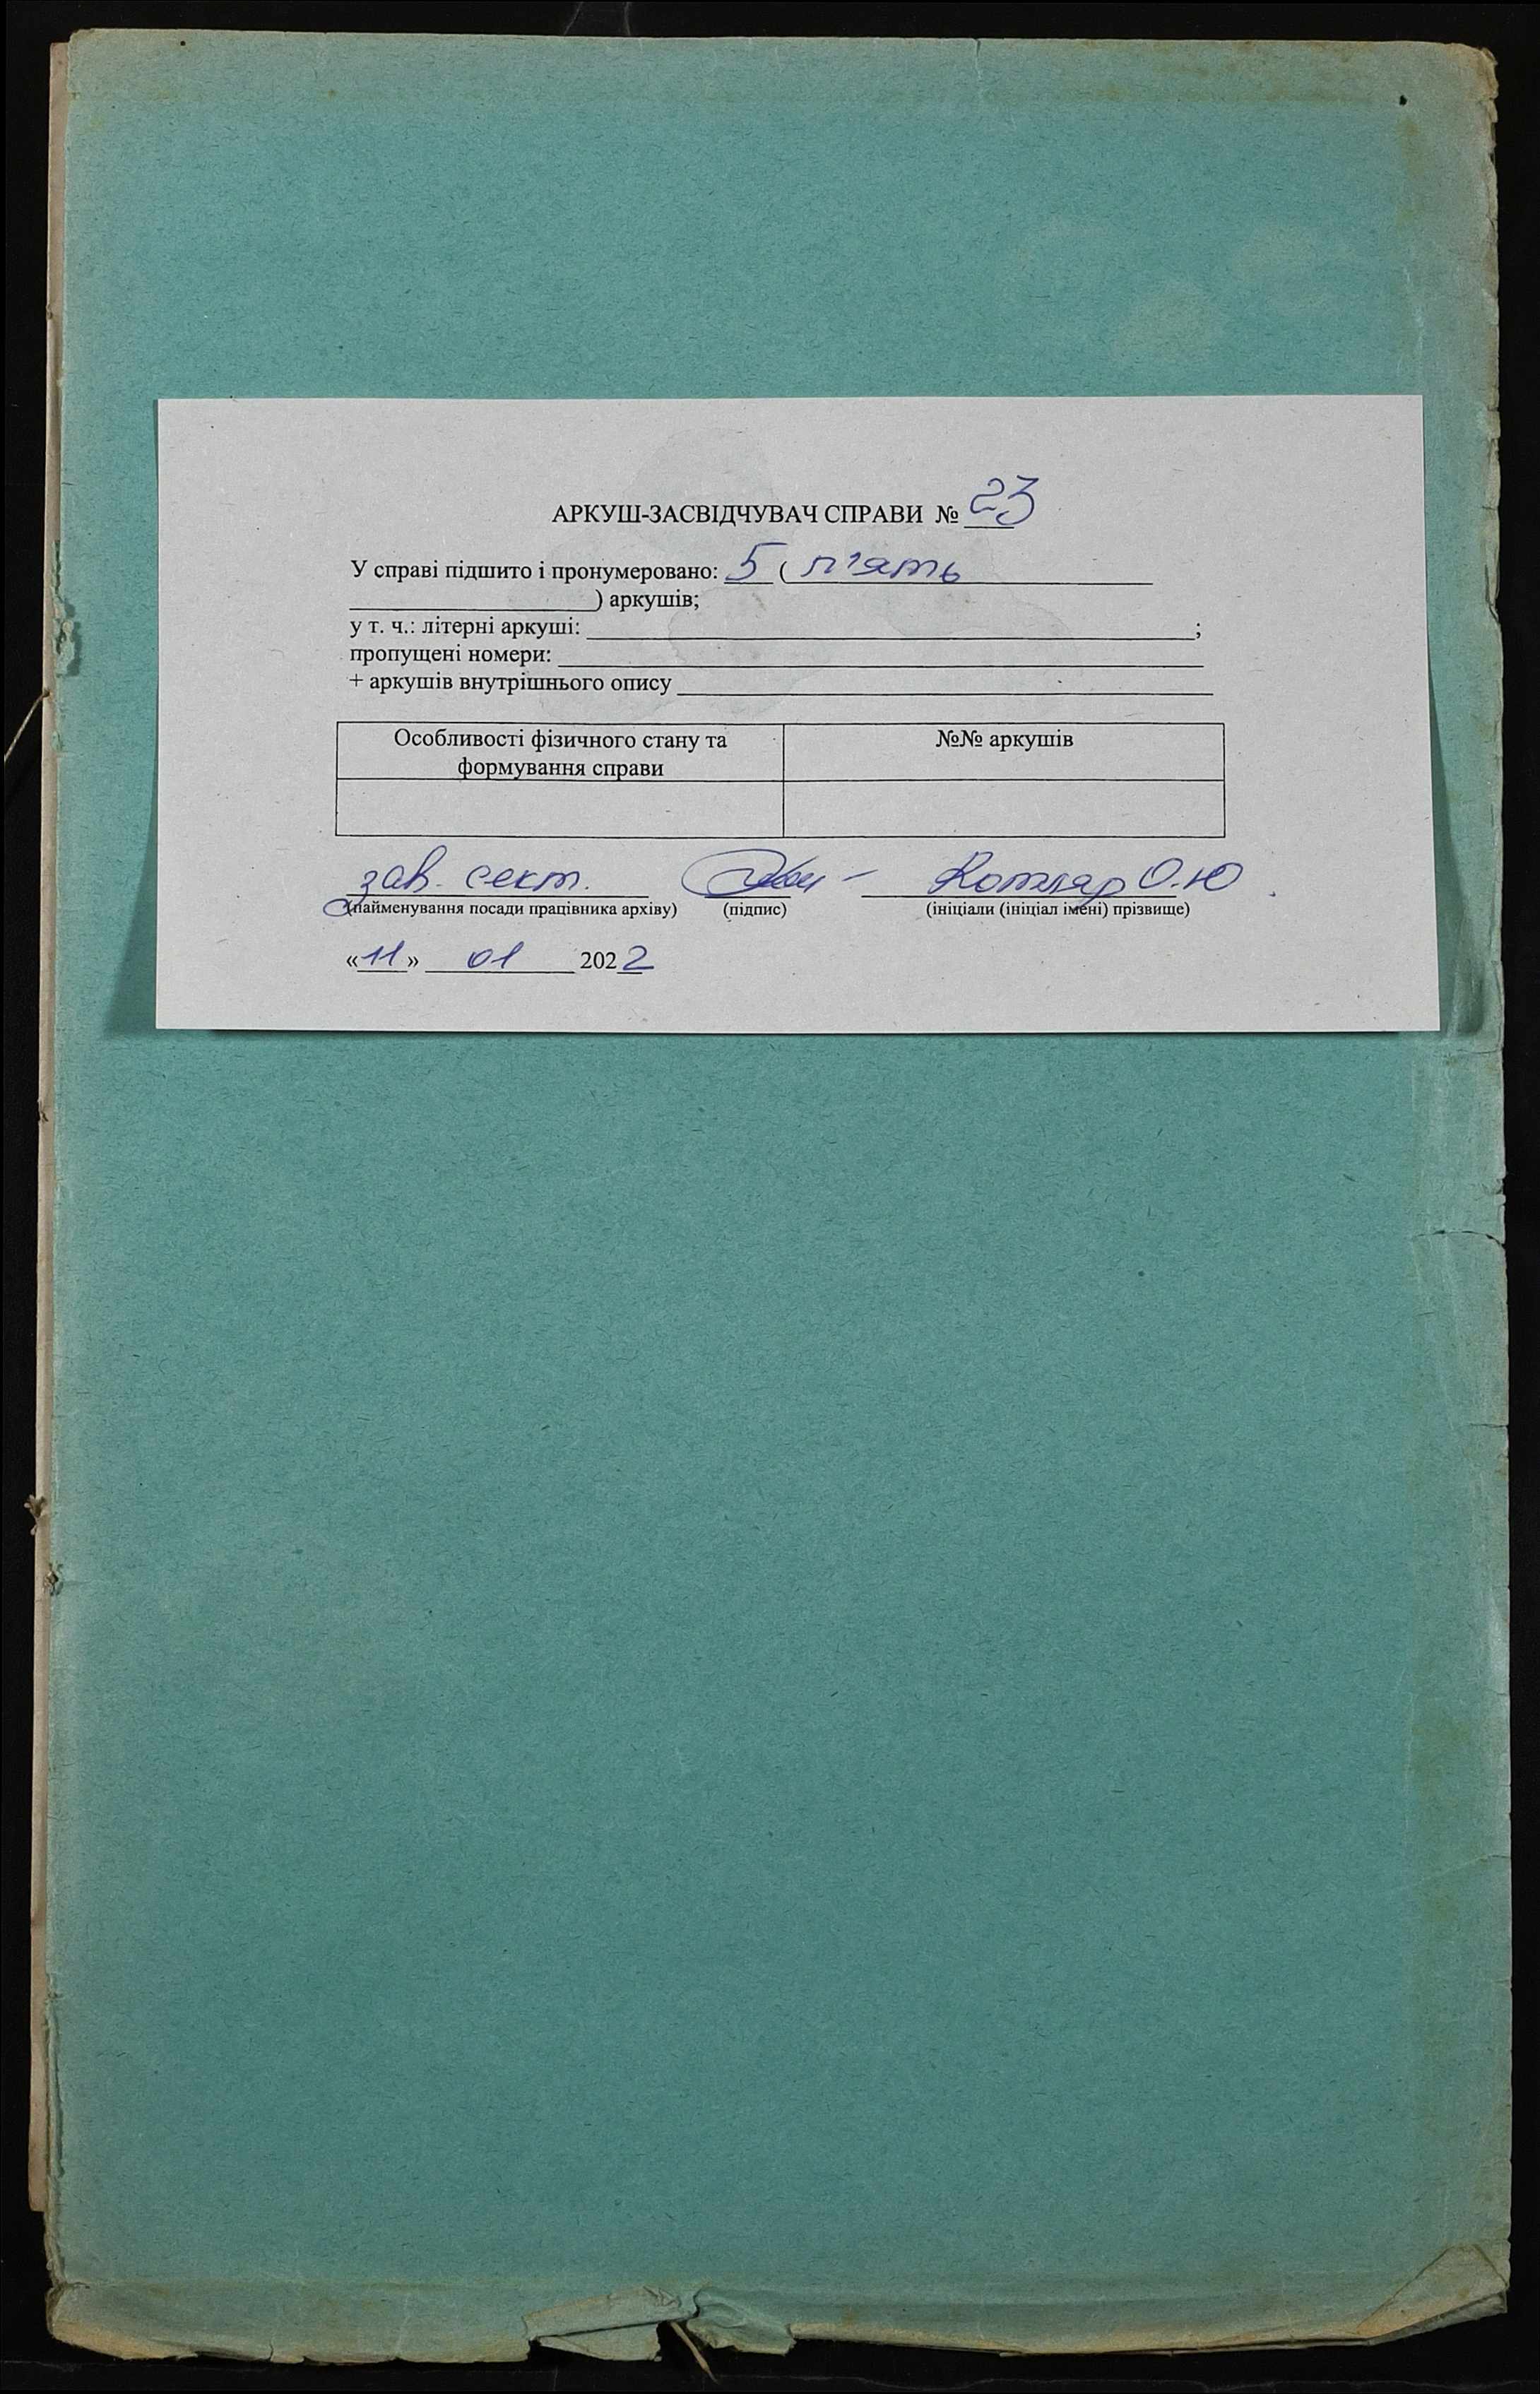 АРКУШ-ЗАСВІДЧУВАЧ СПРАВИ № 23
У справі підшито і пронумеровано: 5 ( п'ять
) аркушів;
у т. ч.: літерні аркуші: ;
пропущені номери:
+ аркушів внутрішнього опису
Особливості фізичного стану та
формування справи
№№ аркушів
зав. сект. Котляр О.Ю
(найменування посади працівника архіву) (підпис) (ініціали (ініціал імені) прізвище)
«11» 01 2022